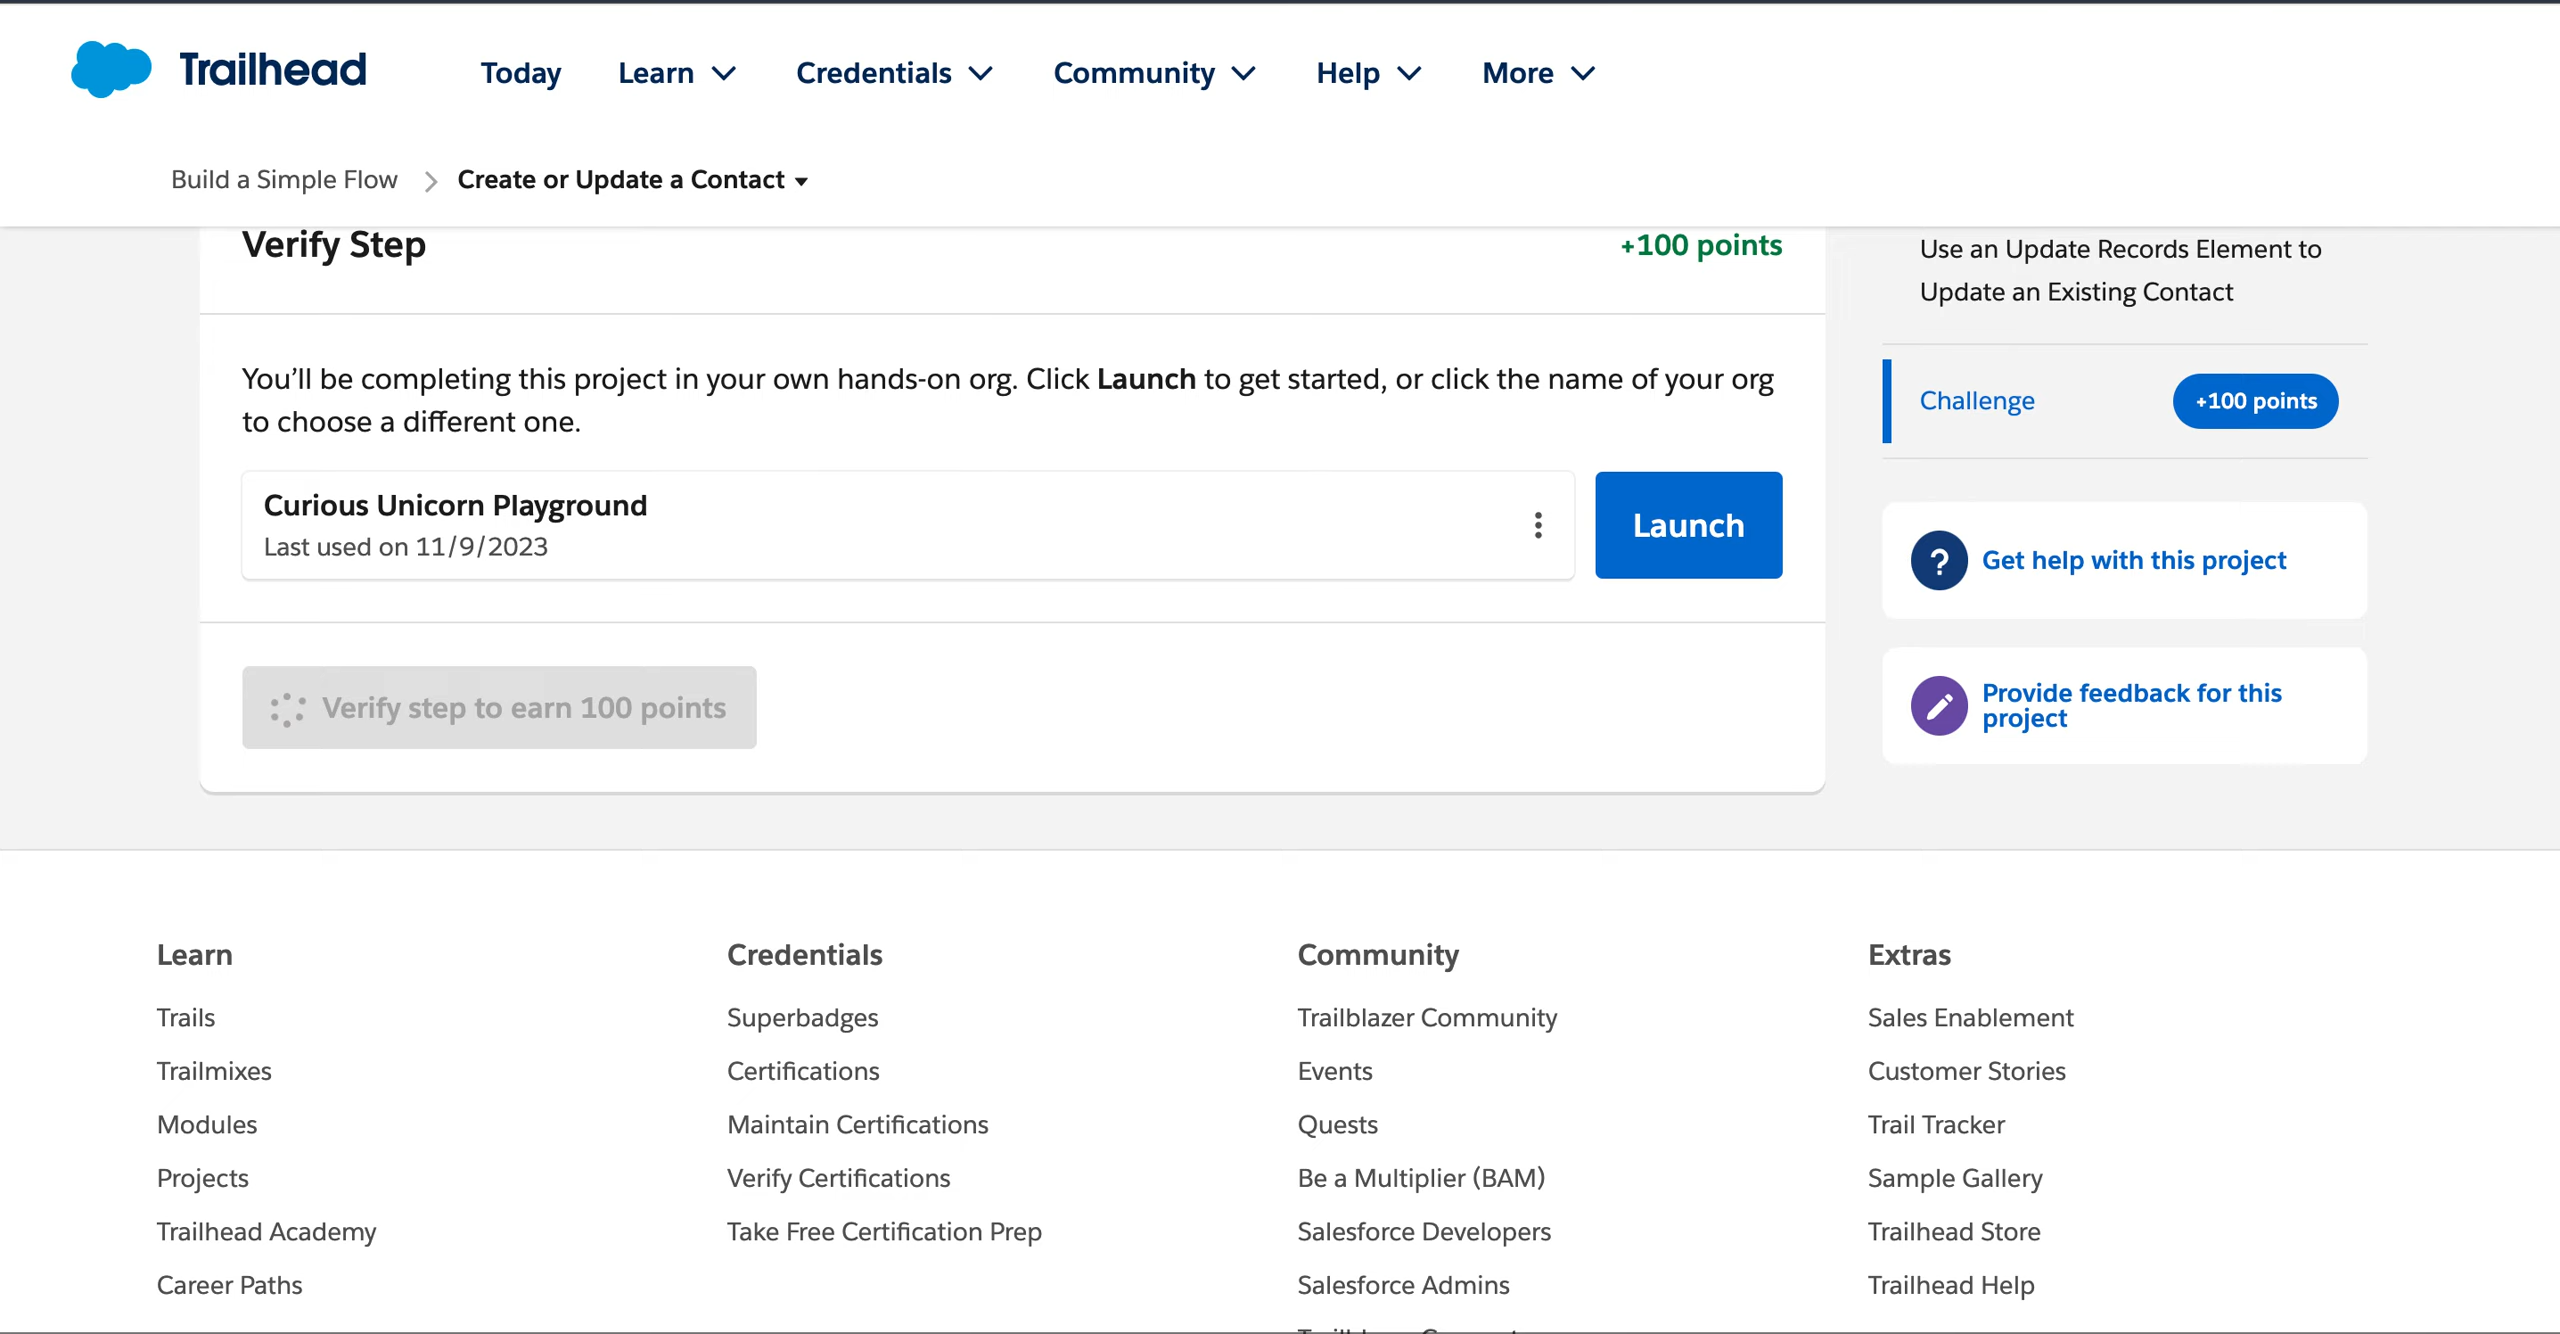 Trailhead
Today
Learn
Credentials
Community
Help
More
Build a Simple Flow
Create or Update a Contact
Verify Step
+100 points
You’ll be completing this project in your own hands-on org. Click Launch to get started, or click the name of your org
to choose a different one.
Curious Unicorn Playground
Last used on 11/9/2023
Launch
Verify step to earn 100 points
Use an Update Records Element to
Update an Existing Contact
Challenge
+100 points
?
Get help with this project
Provide feedback for this
project
Learn
Trails
Trailmixes
Modules
Projects
Trailhead Academy
Career Paths
Credentials
Superbadges
Certifications
Maintain Certifications
Verify Certifications
Take Free Certification Prep
Community
Trailblazer Community
Events
Quests
Be a Multiplier (BAM)
Salesforce Developers
Salesforce Admins
Extras
Sales Enablement
Customer Stories
Trail Tracker
Sample Gallery
Trailhead Store
Trailhead Help